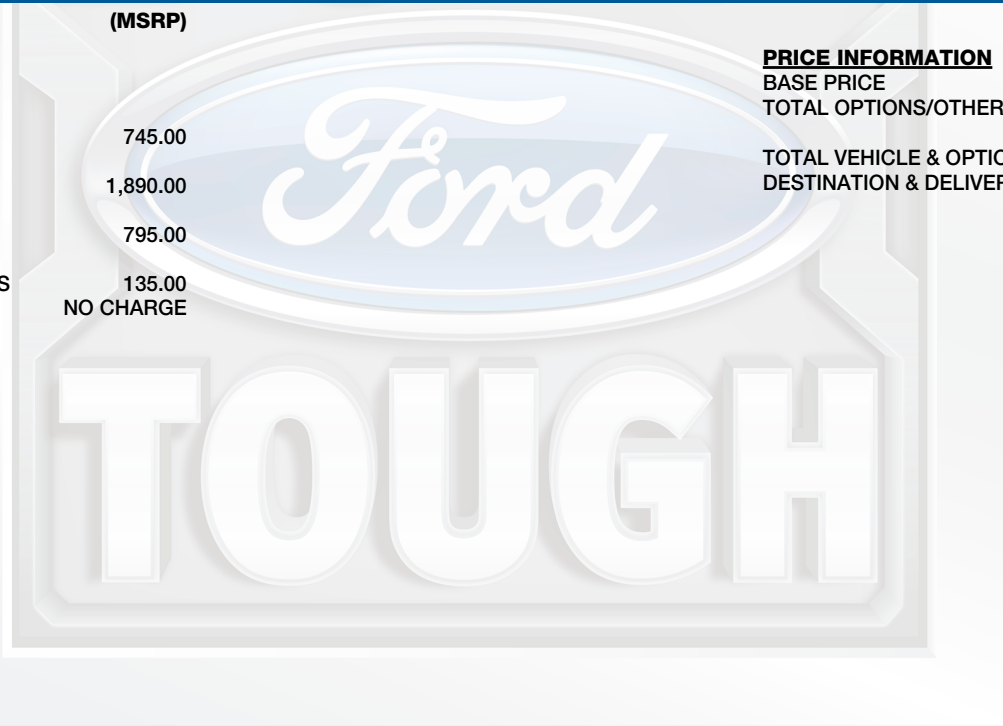 (MSRP)
745.00
1,890.00
795.00
S 135.00
NO CHARGE
PRICE INFORMATION
BASE PRICE
TOTAL OPTIONS/OTHER
TOTAL VEHICLE & OPTIO
DESTINATION & DELIVER
Ford
TOUGH